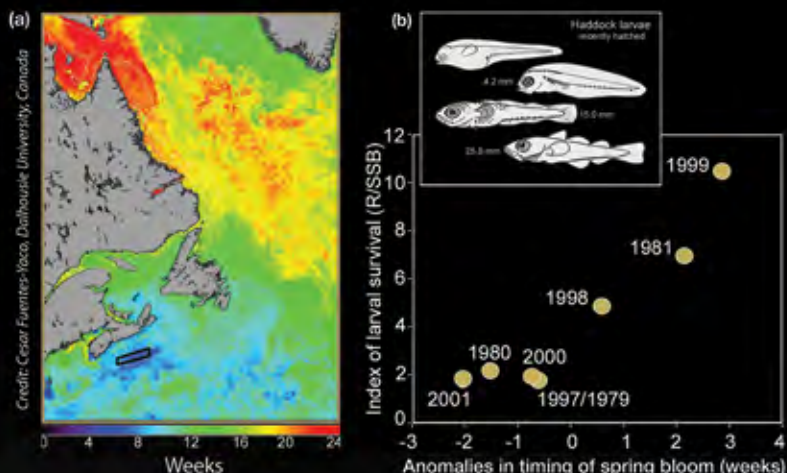 (a)
Credit: Cesar Fuentes-Yaco, Dalhousie University, Canada
0 4 8 12 16 20 24
Weeks
(b)
Haddock larvae
recently hatched
4.2 mm
15.0 mm
25.5 mm
Index of larval survival (R/SSB)
12
10
8
6
4
2
0
1999
1981
1998
1980
2000
2001
1997/1979
-3 -2 -1 0 1 2 3 4
Anomalies in timing of spring bloom (weeks)